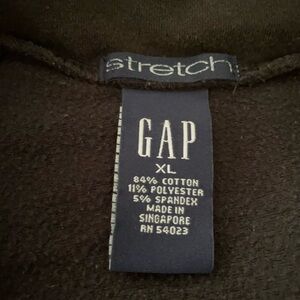 stretch
GAP
XL
84% COTTON
11% POLYESTER
5% SPANDEX
MADE IN
SINGAPORE
RN 54023